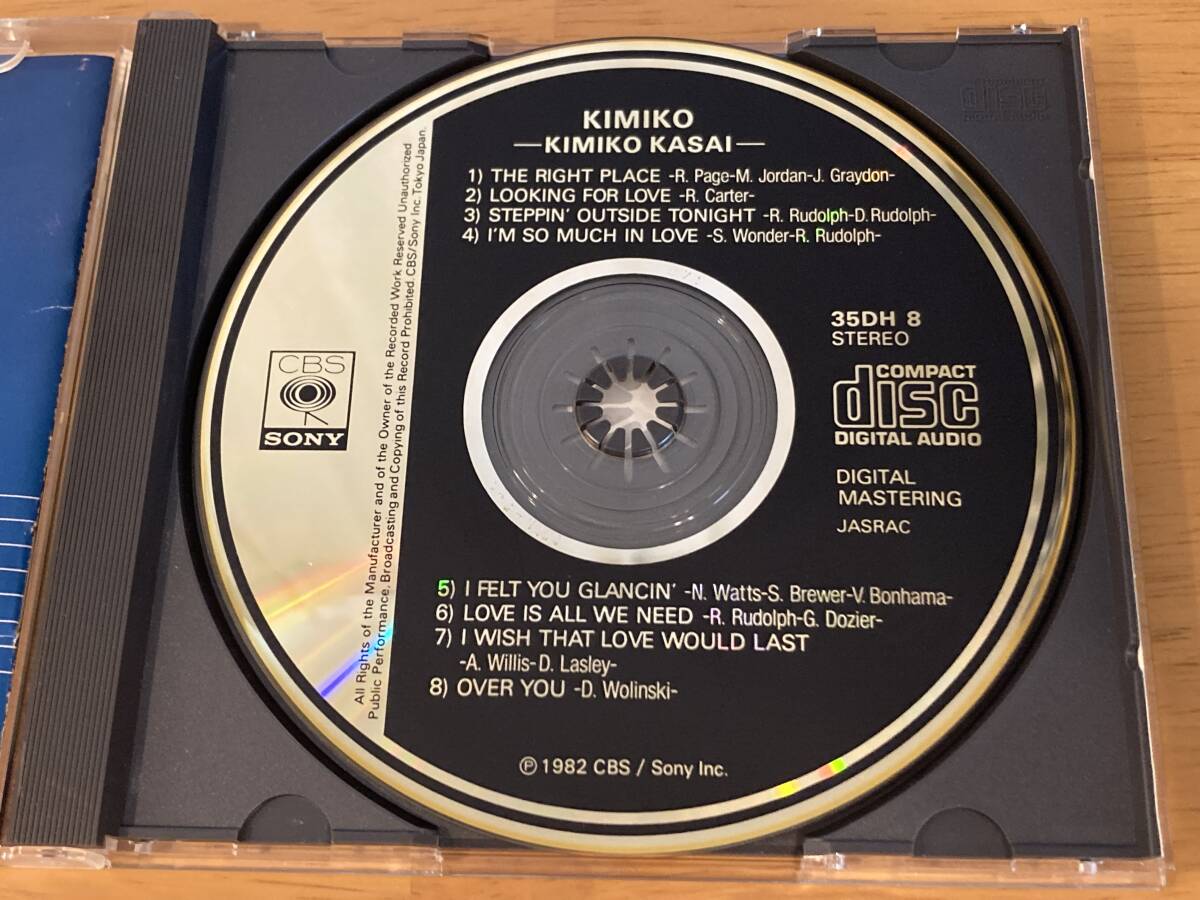 KIMIKO
—KIMIKO KASAI—
1) THE RIGHT PLACE -R. Page-M. Jordan-J. Graydon-
2) LOOKING FOR LOVE -R. Carter-
3) STEPPIN' OUTSIDE TONIGHT -R. Rudolph-D. Rudolph-
4) I'M SO MUCH IN LOVE -S. Wonder-R. Rudolph-
35DH 8
STEREO
COMPACT
disc
DIGITAL AUDIO
DIGITAL
MASTERING
JASRAC
CBS
SONY
All Rights of the Manufacturer and of the Owner of the Recorded Work Reserved Unauthorized
Public Performance, Broadcasting and Copying of this Record Prohibited. CBS/Sony Inc. Tokyo Japan.
5) I FELT YOU GLANCIN' -N. Watts-S. Brewer-V. Bonhama-
6) LOVE IS ALL WE NEED -R. Rudolph-G. Dozier-
7) I WISH THAT LOVE WOULD LAST
-A. Willis-D. Lasley-
8) OVER YOU -D. Wolinski-
℗ 1982 CBS / Sony Inc.
disc